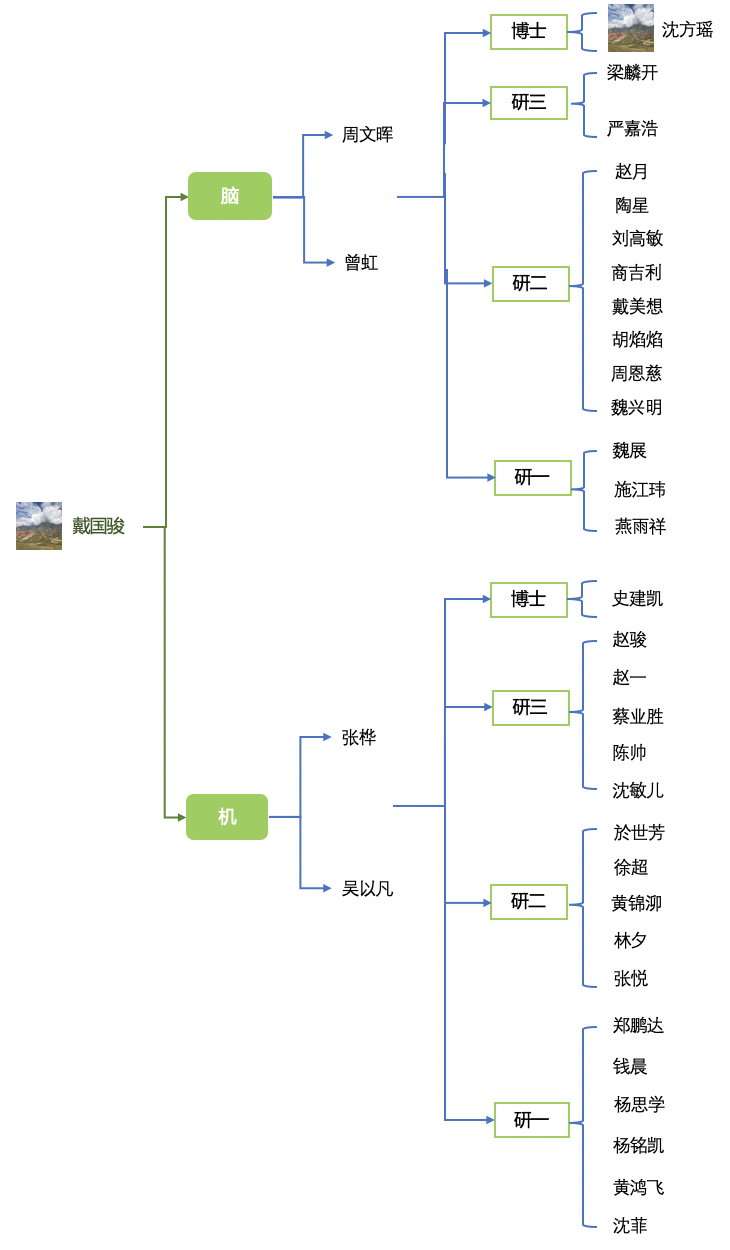 戴国骏
脑
周文晖
曾虹
博士
沈方瑶
研三
梁麟开
严嘉浩
研二
赵月
陶星
刘高敏
商吉利
戴美想
胡焰焰
周恩慈
魏兴明
研一
魏展
施江玮
燕雨祥
机
张桦
吴以凡
博士
史建凯
研三
赵骏
赵一
蔡业胜
陈帅
沈敏儿
研二
於世芳
徐超
黄锦泖
林夕
张悦
研一
郑鹏达
钱晨
杨思学
杨铭凯
黄鸿飞
沈菲